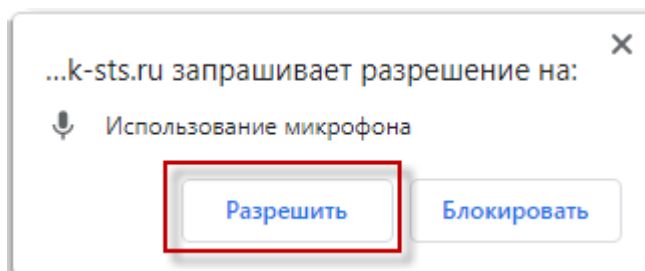 ...k-sts.ru запрашивает разрешение на:
Использование микрофона
Разрешить Блокировать